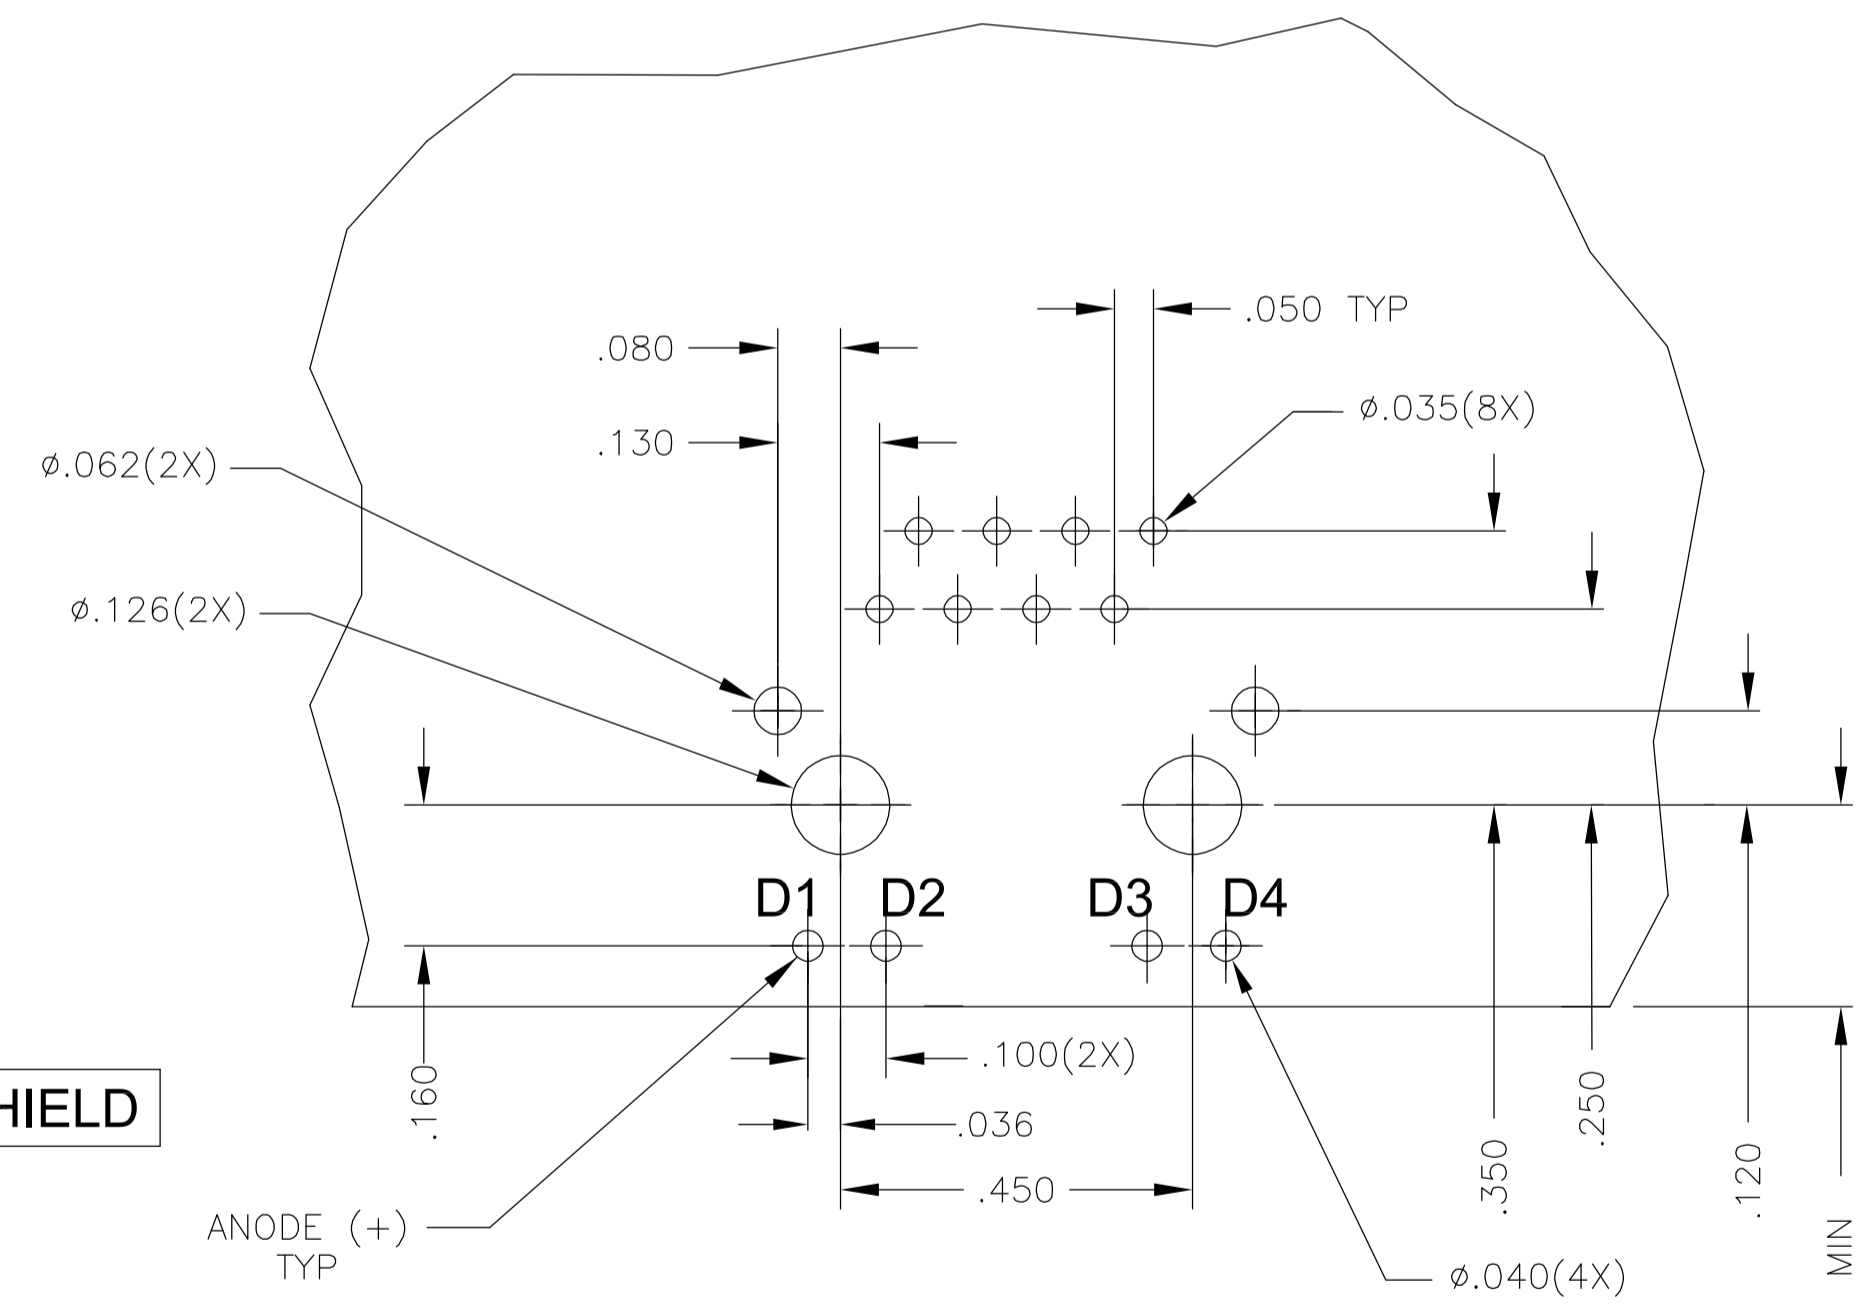 .050 TYP
.080
ø.035(8X)
.130
ø.062(2X)
ø.126(2X)
D1 D2 D3 D4
.100(2X)
.160
HIELD
.036
.250
.350
.120
.450
ANODE (+)
TYP
MIN
ø.040(4X)